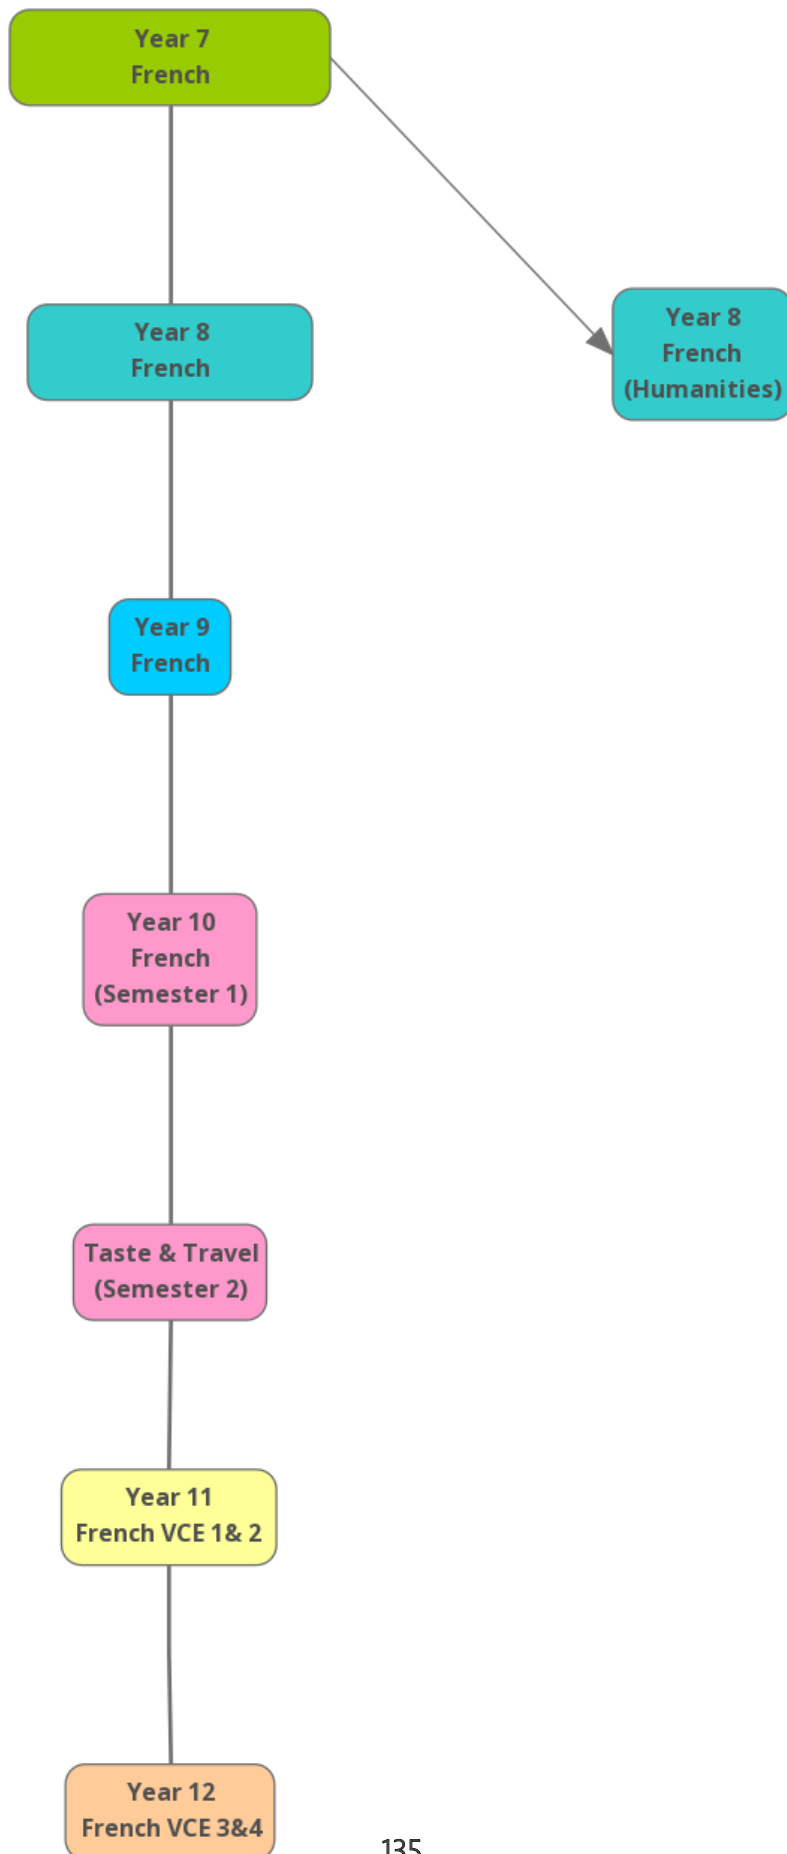 Year 7
French
Year 8
French
Year 8
French
(Humanities)
Year 9
French
Year 10
French
(Semester 1)
Taste & Travel
(Semester 2)
Year 11
French VCE 1& 2
Year 12
French VCE 3&4
135